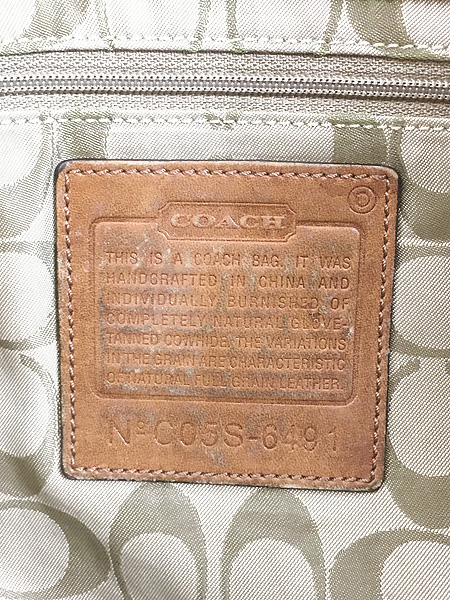 COACH
THIS IS A COACH BAG. IT WAS
HANDCRAFTED IN CHINA AND
INDIVIDUALLY BURNISHED OF
COMPLETELY NATURAL GLOVE-
TANNED COWHIDE. THE VARIATIONS
IN THE GRAIN ARE CHARACTERISTIC
OF NATURAL FULL GRAIN LEATHER.
Nº C05S-6491